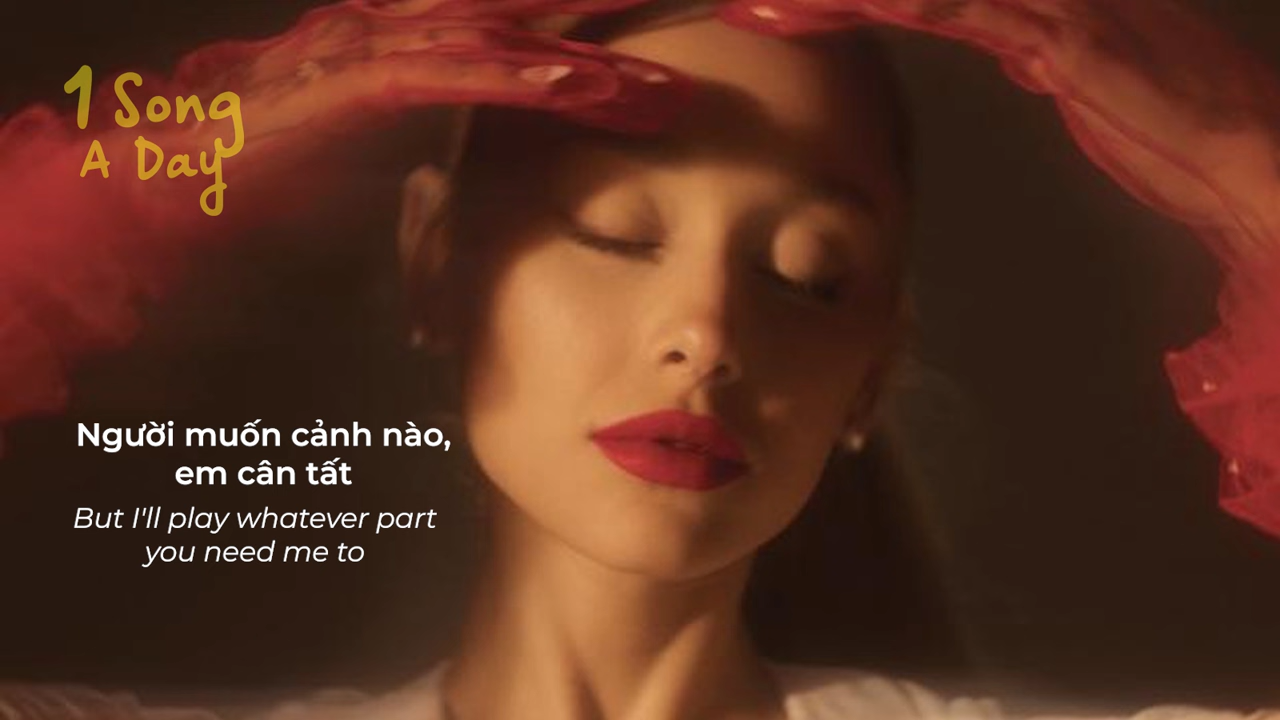 1 Song
A Day
Người muốn cảnh nào,
em cân tất
But I'll play whatever part
you need me to